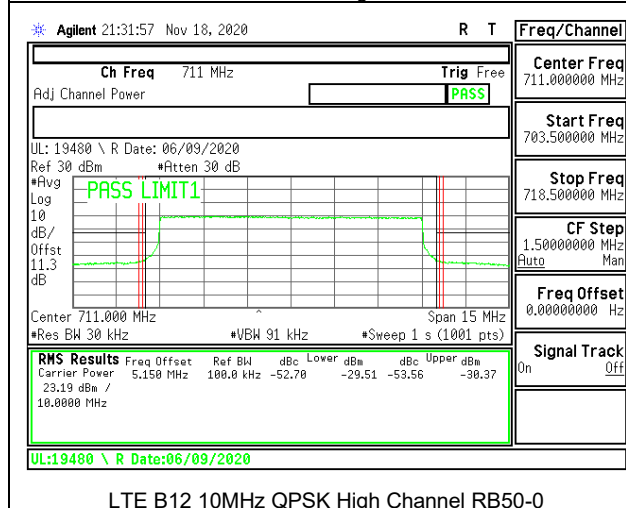 Agilent 21:31:57 Nov 18, 2020 R T Freq/Channel
Ch Freq 711 MHz Trig Free
Adj Channel Power PASS
Center Freq
711.000000 MHz
Start Freq
703.500000 MHz
UL: 19480 \ R Date: 06/09/2020
Ref 30 dBm #Atten 30 dB
Stop Freq
718.500000 MHz
#Avg
Log
10
dB/
Offst
11.3
dB
PASS LIMIT1
CF Step
1.50000000 MHz
Auto Man
Center 711.000 MHz Span 15 MHz
#Res BW 30 kHz #VBW 91 kHz #Sweep 1 s (1001 pts)
Freq Offset
0.00000000 Hz
RMS Results Freq Offset Ref BW dBc Lower dBm dBc Upper dBm
Carrier Power 5.150 MHz 100.0 kHz -52.70 -29.51 -53.56 -30.37
23.19 dBm /
10.0000 MHz
Signal Track
On Off
UL:19480 \ R Date:06/09/2020
LTE B12 10MHz QPSK High Channel RB50-0